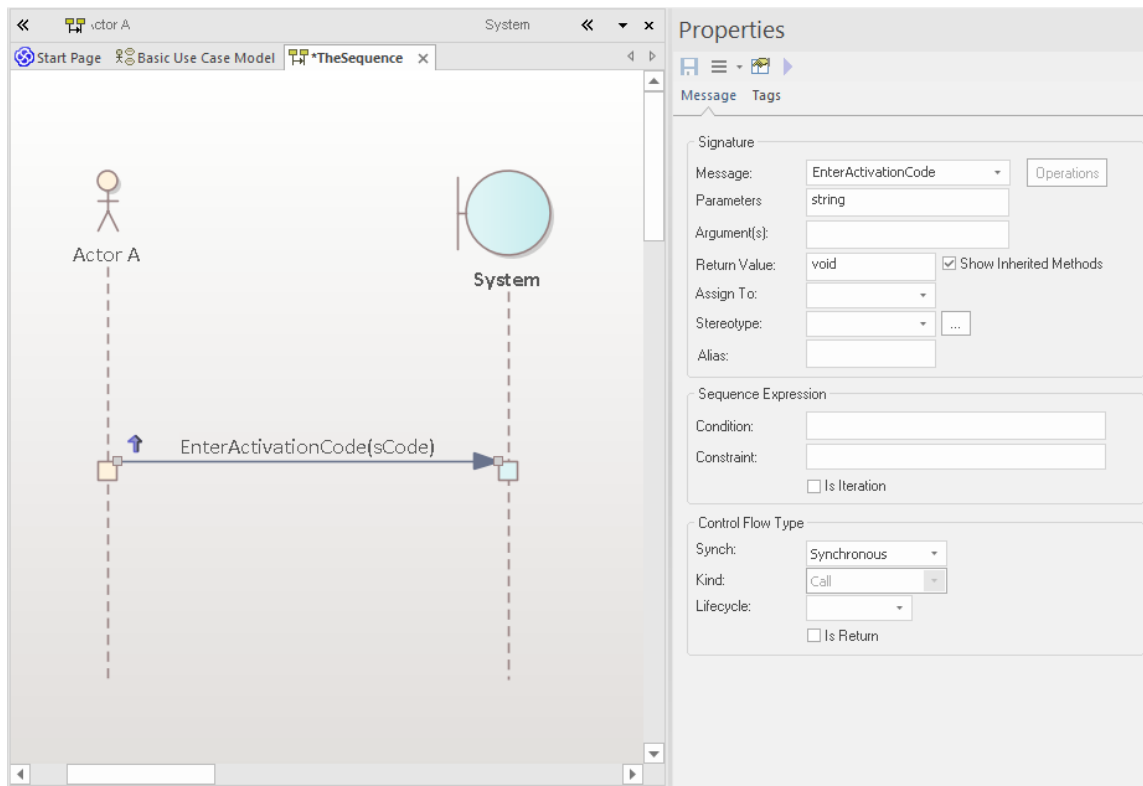 ctor A System
Start Page Basic Use Case Model *TheSequence
Actor A
System
EnterActivationCode(sCode)
Properties
Message Tags
Signature
Message: EnterActivationCode Operations
Parameters string
Argument(s):
Return Value: void Show Inherited Methods
Assign To:
Stereotype: ...
Alias:
Sequence Expression
Condition:
Constraint:
Is Iteration
Control Flow Type
Synch: Synchronous
Kind: Call
Lifecycle:
Is Return